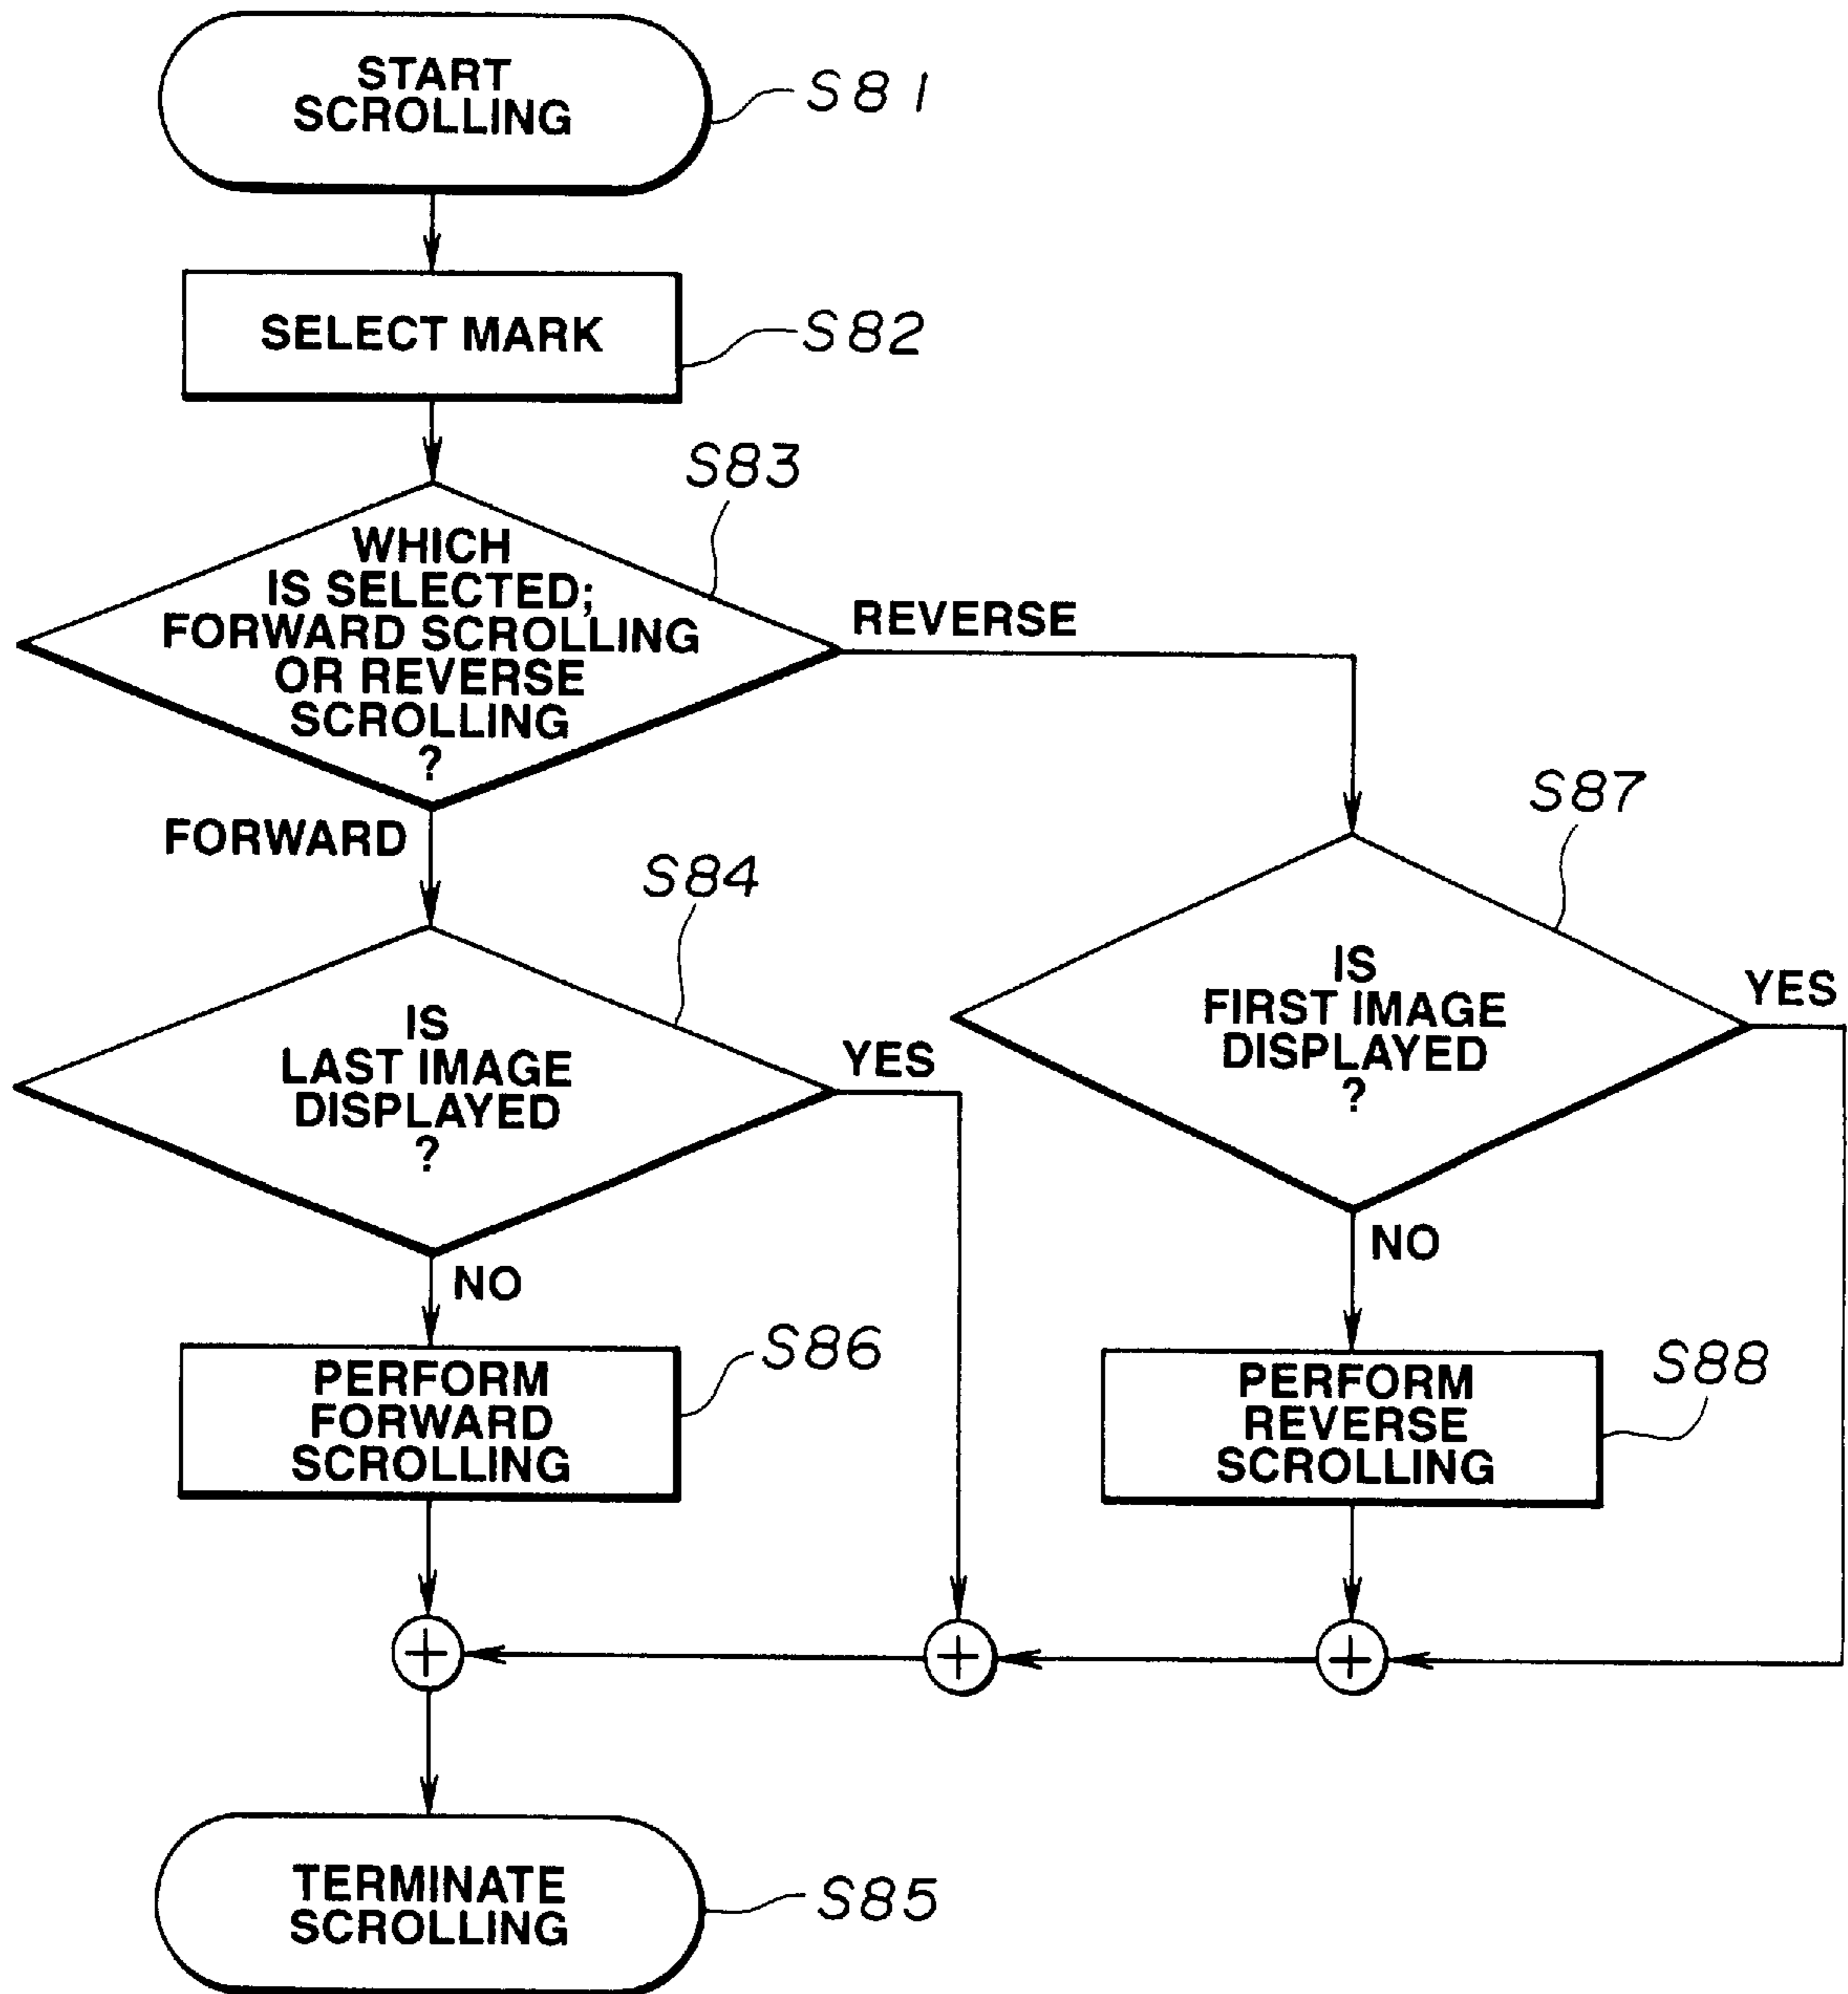 START
SCROLLING
S81
SELECT MARK
S82
S83
WHICH
IS SELECTED;
FORWARD SCROLLING
OR REVERSE
SCROLLING
?
REVERSE
FORWARD
S84
IS
LAST IMAGE
DISPLAYED
?
YES
NO
S87
IS
FIRST IMAGE
DISPLAYED
?
YES
NO
PERFORM
FORWARD
SCROLLING
S86
PERFORM
REVERSE
SCROLLING
S88
+
+
+
TERMINATE
SCROLLING
S85